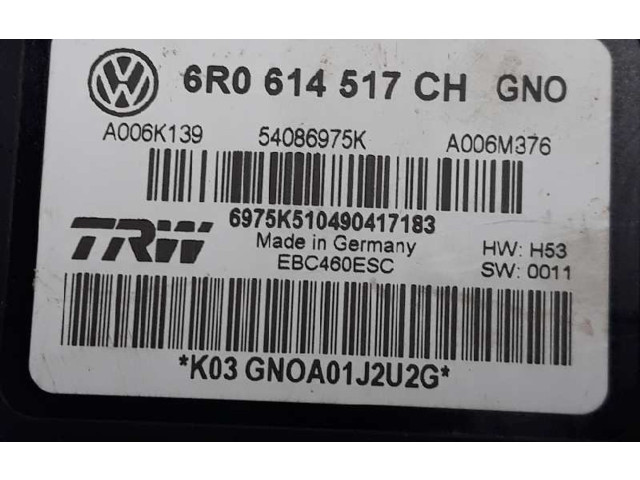 VW 6R0 614 517 CH GNO
A006K139 54086975K A006M376
6975K510490417183
TRW Made in Germany HW: H53
EBC460ESC SW: 0011
*K03 GNOA01J2U2G*